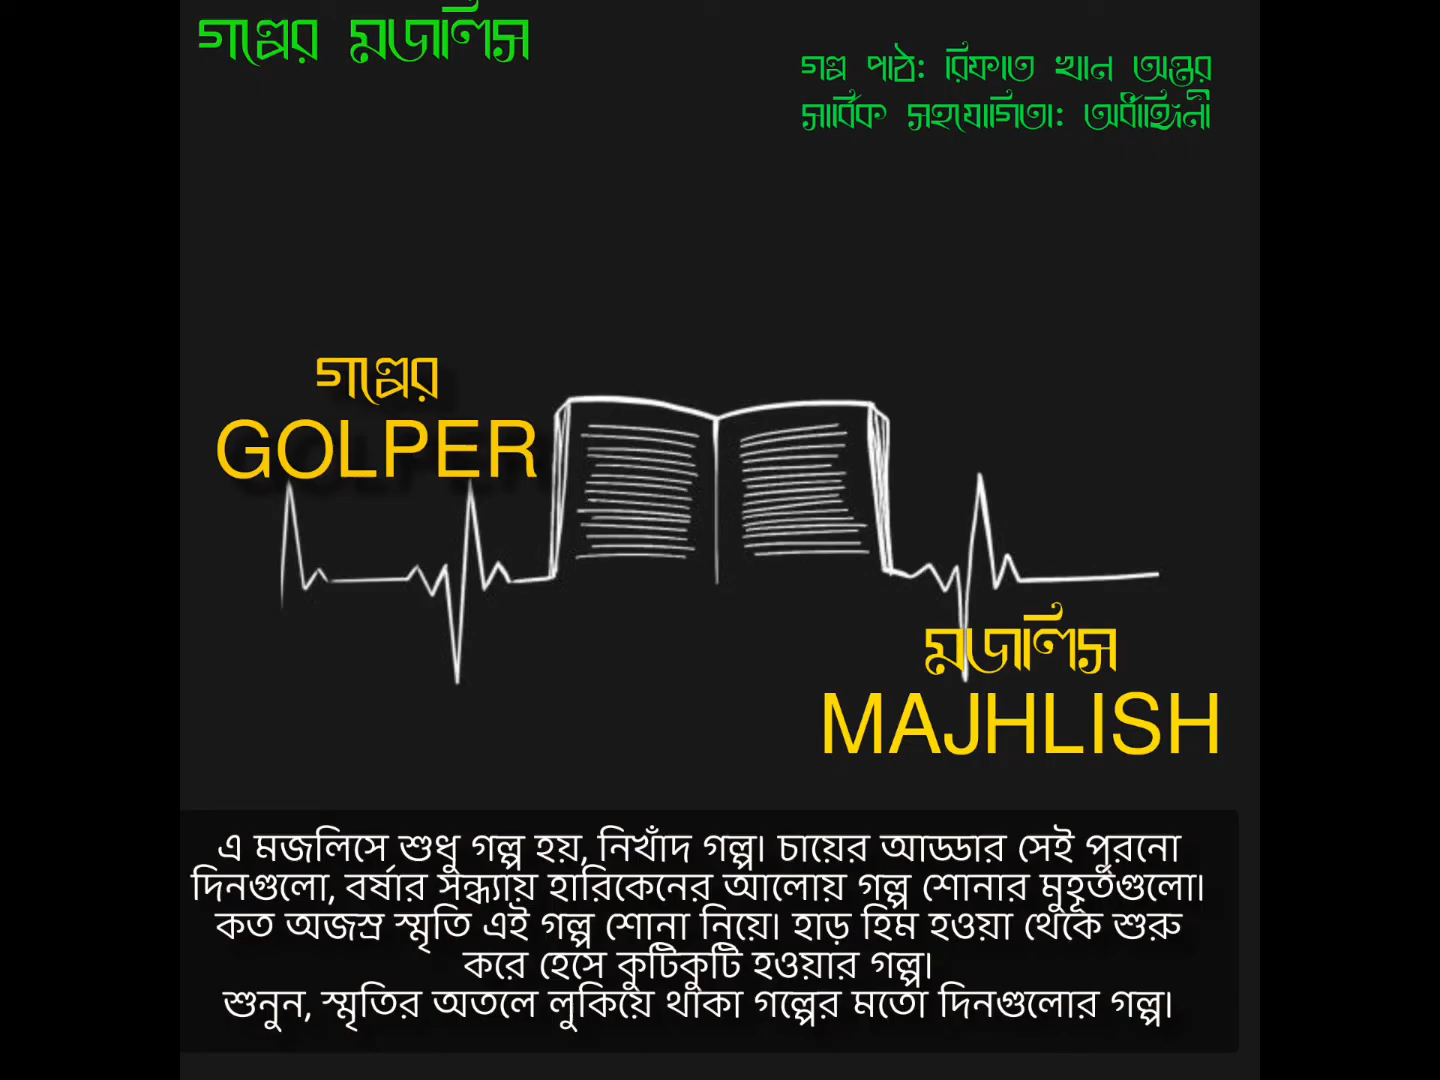 গল্পের মজলিস
গল্প পাঠ: রিফাত খান অন্তর
সার্বিক সহযোগিতা: অর্ধাঙ্গিনী
গল্পের
GOLPER
মজলিস
MAJHLISH
এ মজলিসে শুধু গল্প হয়, নিখাঁদ গল্প। চায়ের আড্ডার সেই পুরনো
দিনগুলো, বর্ষার সন্ধ্যায় হারিকেনের আলোয় গল্প শোনার মুহূর্তগুলো।
কত অজস্র স্মৃতি এই গল্প শোনা নিয়ে। হাড় হিম হওয়া থেকে শুরু
করে হেসে কুটিকুটি হওয়ার গল্প।
শুনুন, স্মৃতির অতলে লুকিয়ে থাকা গল্পের মতো দিনগুলোর গল্প।